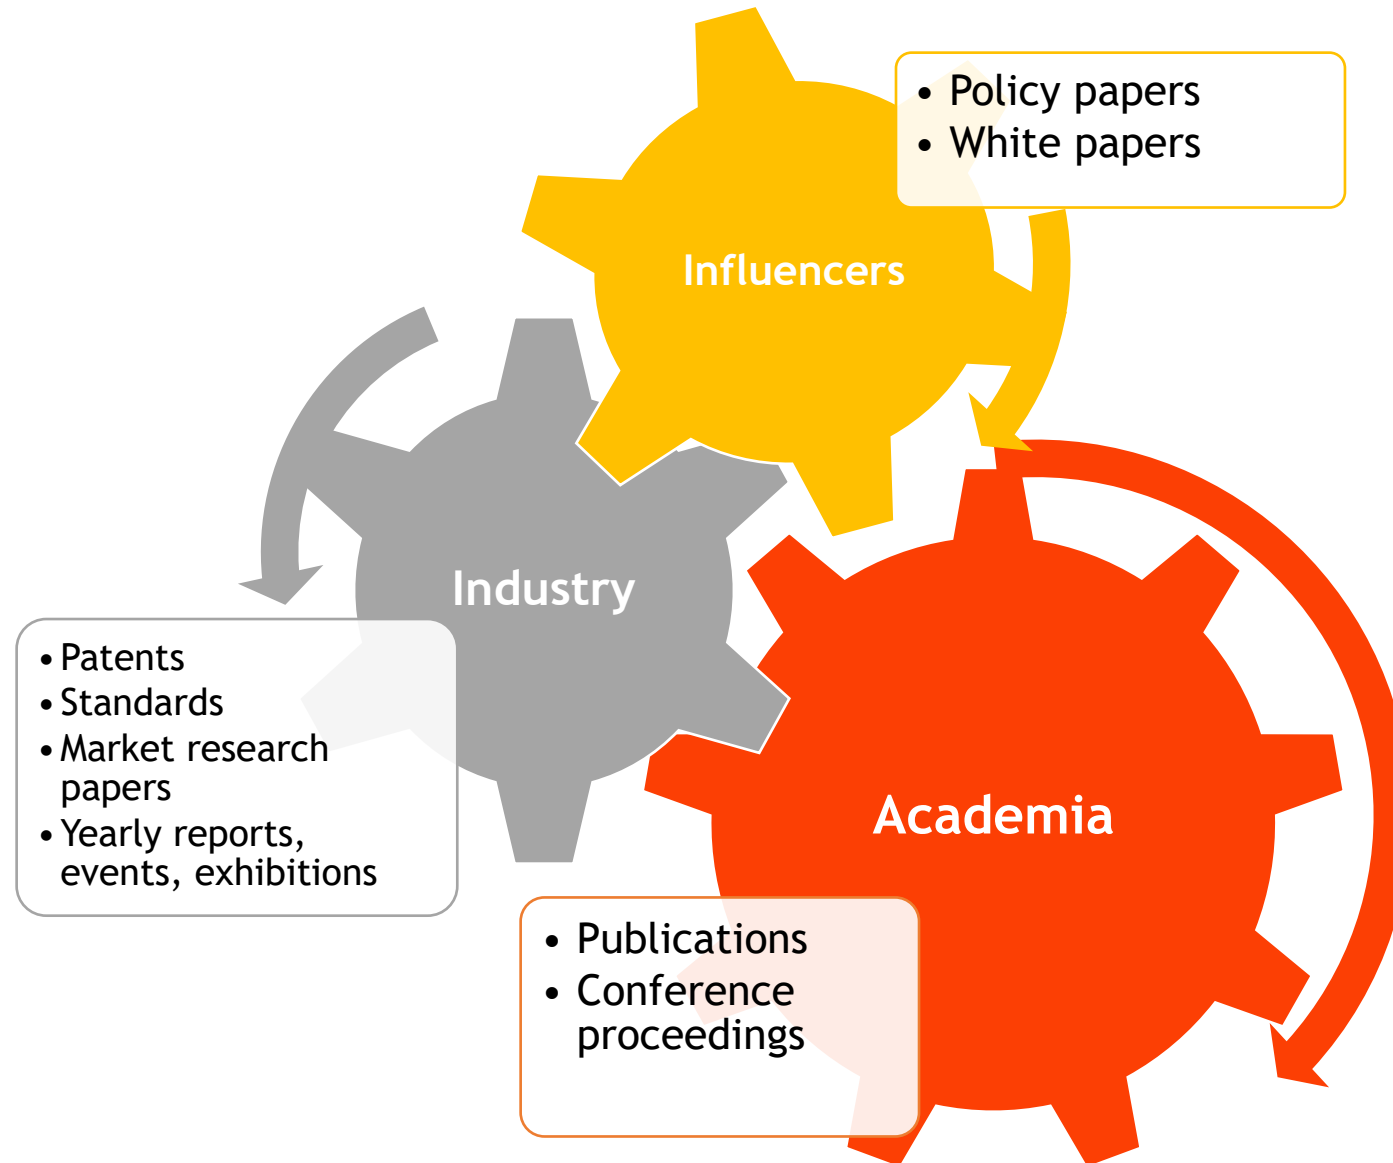 • Policy papers
• White papers
Influencers
Industry
• Patents
• Standards
• Market research
papers
• Yearly reports,
events, exhibitions
Academia
• Publications
• Conference
proceedings